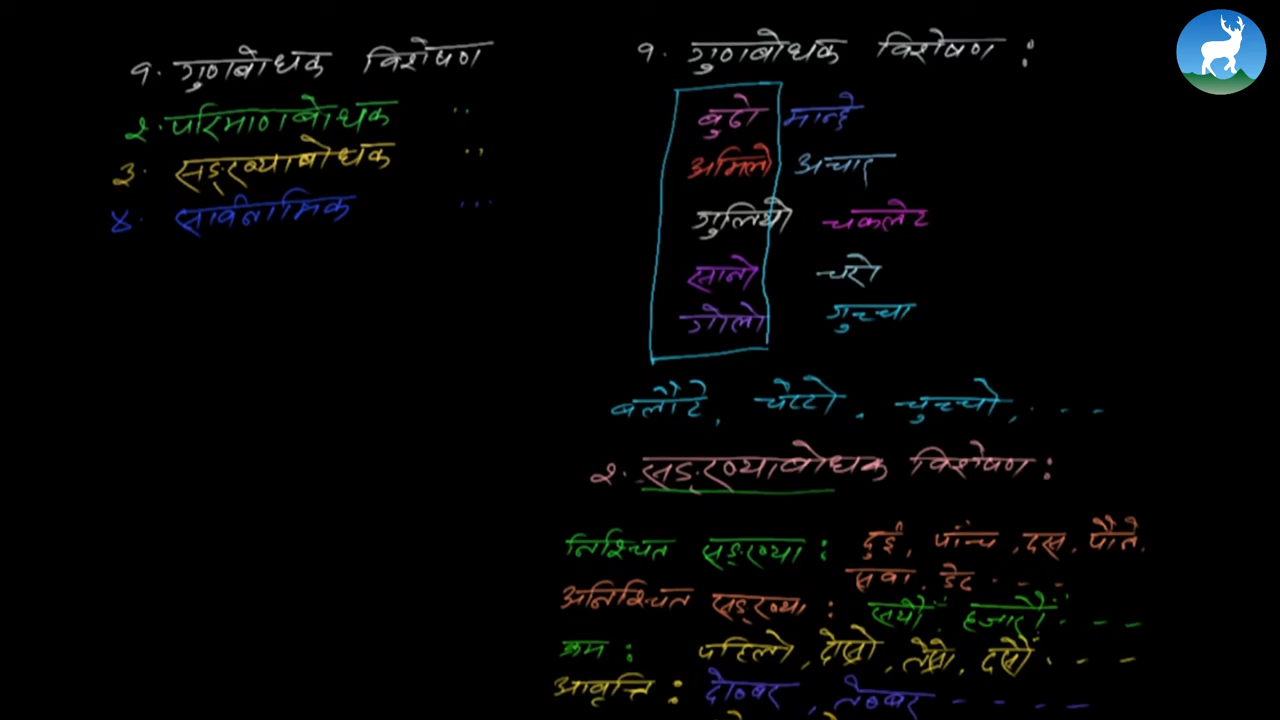 १. गुणबोधक विशेषण
२. परिमाणबोधक ..
३. सङ्ख्याबोधक ..
४. सार्वनामिक ...
१. गुणबोधक विशेषण :
बुढो मान्छे
अमिलो अचार
गुलियो चकलेट
सानो चरो
गोलो गुच्चा
बलौटे, चेप्टो, चुच्चो, . - -
२. सङ्ख्याबोधक विशेषण :
निश्चित सङ्ख्या : दुई, पाँच, दस, पौने,
सवा, डेढ - - -
अनिश्चित सङ्ख्या : सयौँ, हजारौँ - - -
क्रम : पहिलो, दोस्रो, तेस्रो, दसौँ - - -
आवृत्ति : दोब्बर, तेब्बर - - - -